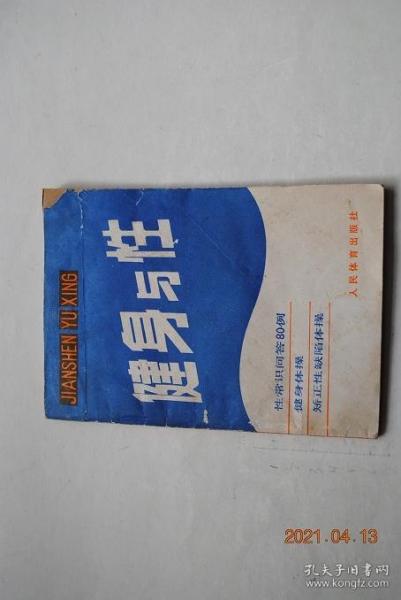 JIANSHEN YU XING
健身与性
性常识问答80例
健身体操
矫正性缺陷体操
人民体育出版社
2021.04.13
孔夫子旧书网
www.kongfz.com